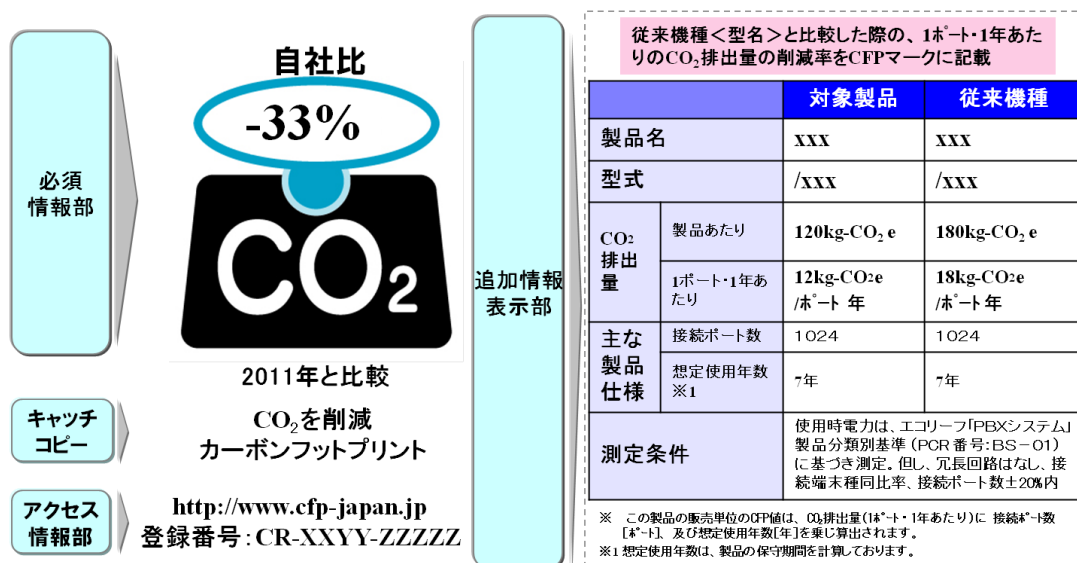 必須
情報部
自社比
-33%
CO2
2011年と比較
キャッチ
コピー
CO2を削減
カーボンフットプリント
アクセス
情報部
http://www.cfp-japan.jp
登録番号：CR-XXYY-ZZZZZ
追加情報
表示部
従来機種＜型名＞と比較した際の、1ポート・1年あた
りのCO2排出量の削減率をCFPマークに記載
対象製品 従来機種
製品名 xxx xxx
型式 /xxx /xxx
CO2
排出
量
製品あたり 120kg-CO2 e 180kg-CO2 e
1ポート・1年あ
たり
12kg-CO2e
/ポート 年
18kg-CO2e
/ポート 年
主な
製品
仕様
接続ポート数 1024 1024
想定使用年数
※1
7年 7年
測定条件
使用時電力は、エコリーフ「PBXシステム」
製品分類別基準（PCR番号：BS－01）
に基づき測定。但し、冗長回路はなし、接
続端末種同比率、接続ポート数±20%内
※ この製品の販売単位のCFP値は、CO2排出量(1ポート・1年あたり)に 接続ポート数
[ポート]、及び想定使用年数[年]を乗じ算出されます。
※1 想定使用年数は、製品の保守期間を計算しております。